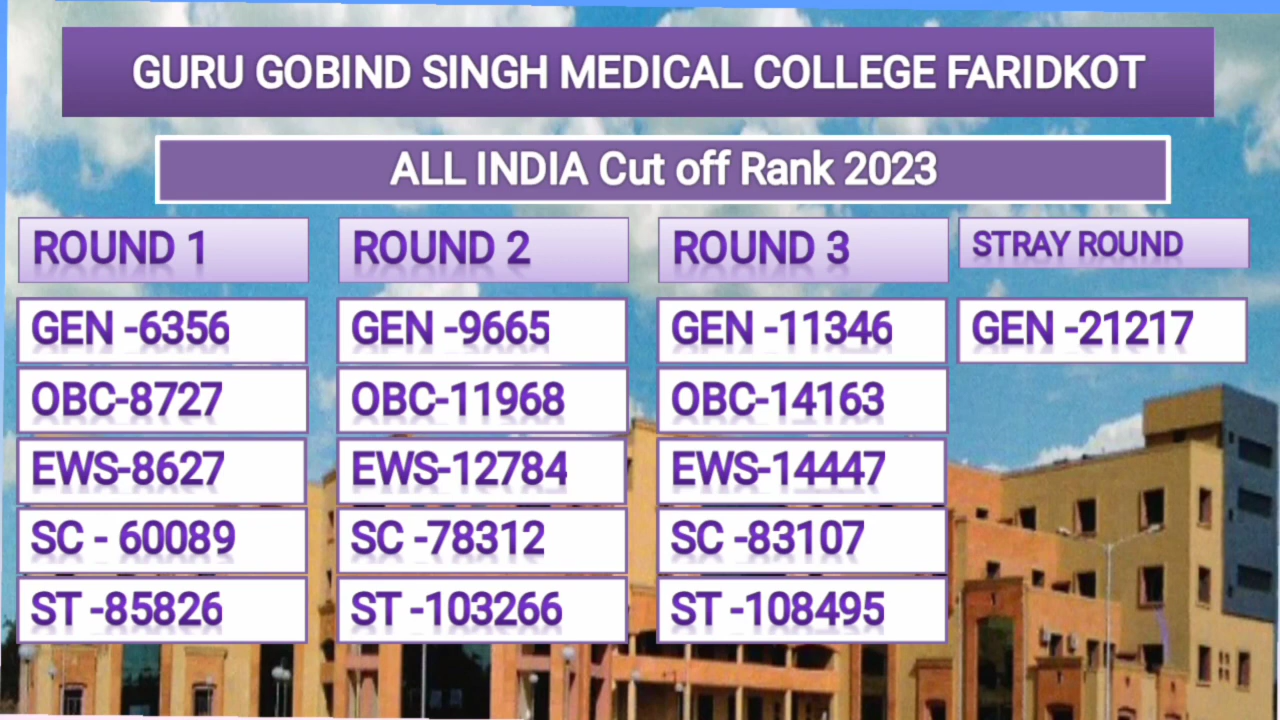 GURU GOBIND SINGH MEDICAL COLLEGE FARIDKOT
ALL INDIA Cut off Rank 2023
ROUND 1
GEN -6356
OBC-8727
EWS-8627
SC - 60089
ST -85826
ROUND 2
GEN -9665
OBC-11968
EWS-12784
SC -78312
ST -103266
ROUND 3
GEN -11346
OBC-14163
EWS-14447
SC -83107
ST -108495
STRAY ROUND
GEN -21217